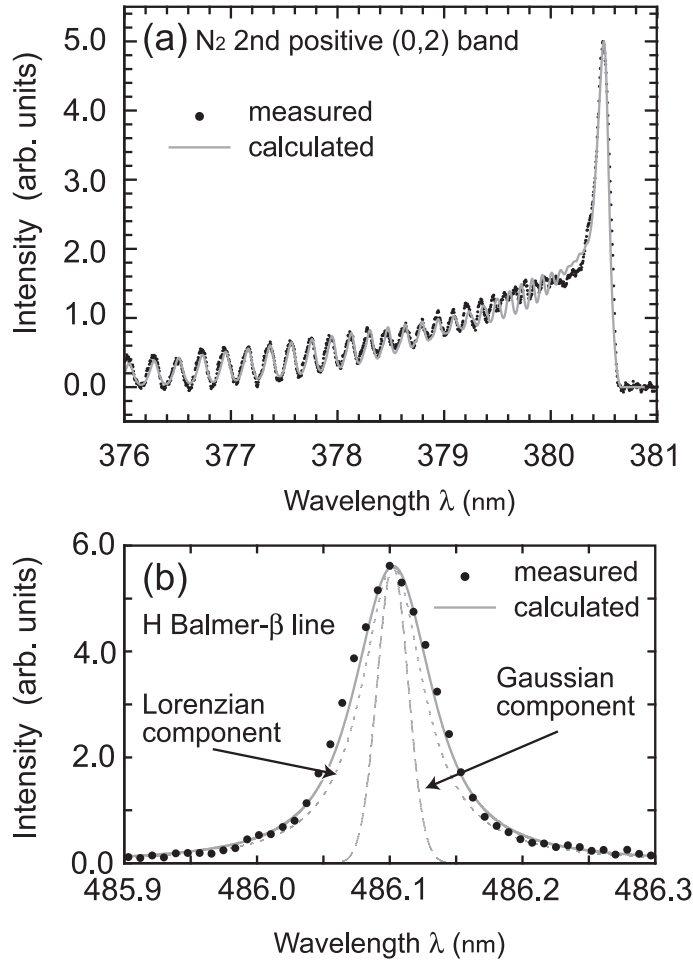 (a) N₂ 2nd positive (0,2) band
measured
calculated
Intensity (arb. units)
5.0
4.0
3.0
2.0
1.0
0.0
376 377 378 379 380 381
Wavelength λ (nm)
(b)
H Balmer-β line
measured
calculated
Lorenzian
component
Gaussian
component
Intensity (arb. units)
6.0
4.0
2.0
0.0
485.9 486.0 486.1 486.2 486.3
Wavelength λ (nm)